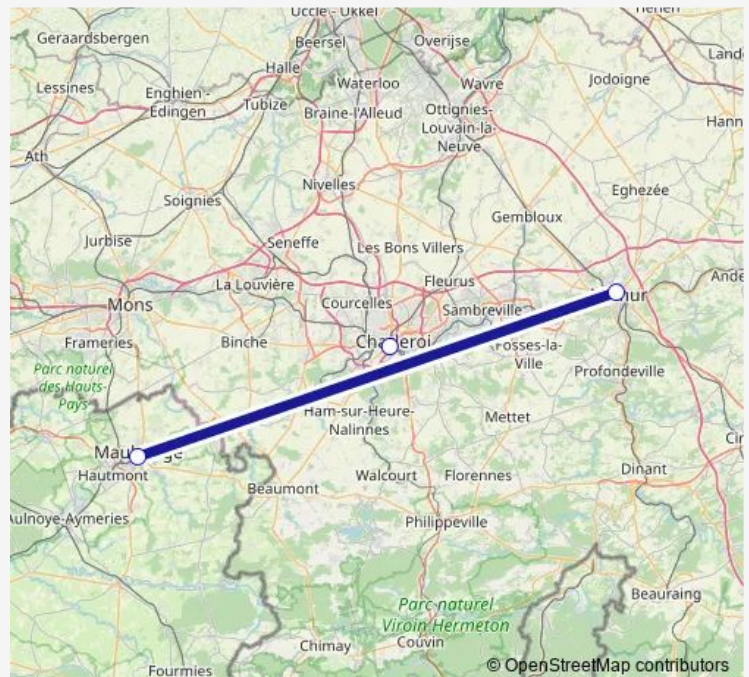 Uccle - Ukkel
Geraardsbergen
Beersel
Overijse
Halle
Lessines
Waterloo
Wavre
Jodoigne
Enghien -
Edingen
Tubize
Braine-l'Alleud
Ottignies-
Louvain-la-
Neuve
Ath
Nivelles
Eghezée
Soignies
Gembloux
Jurbise
Seneffe
Les Bons Villers
La Louvière
Fleurus
Mons
Courcelles
Sambreville
Frameries
Binche
Fosses-la-
Ville
Parc naturel
des Hauts-
Pays
Profondeville
Ham-sur-Heure-
Nalinnes
Mettet
Hautmont
Walcourt
Florennes
Dinant
Beaumont
Aulnoye-Aymeries
Philippeville
Beauraing
Parc naturel
Viroin Hermeton
Chimay
Couvin
Fourmies
© OpenStreetMap contributors